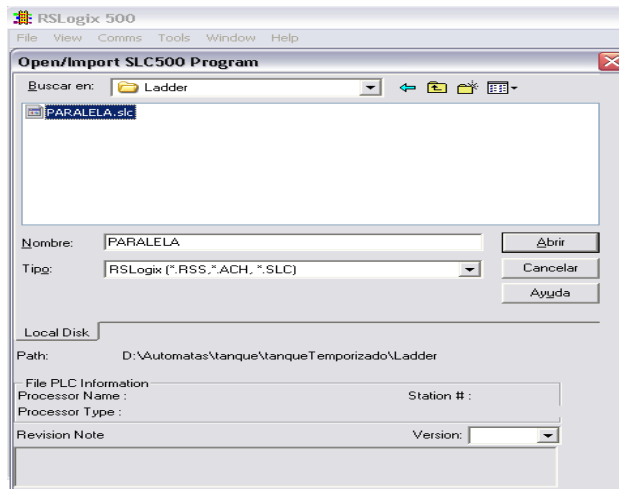 RSLogix 500
File View Comms Tools Window Help
Open/Import SLC500 Program
Buscar en: Ladder
PARALELA.slc
Nombre: PARALELA Abrir
Tipo: RSLogix (*.RSS,*.ACH, *.SLC) Cancelar
Ayuda
Local Disk
Path: D:\Automatas\tanque\tanqueTemporizado\Ladder
File PLC Information
Processor Name : Station # :
Processor Type :
Revision Note Version: